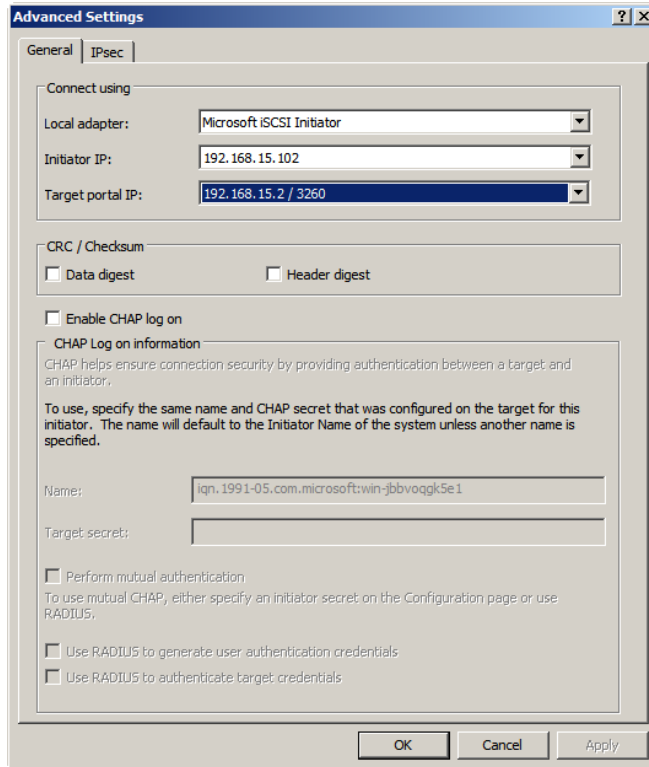 Advanced Settings
General
IPsec
Connect using
Local adapter:
Microsoft iSCSI Initiator
Initiator IP:
192.168.15.102
Target portal IP:
192.168.15.2 / 3260
CRC / Checksum
Data digest
Header digest
Enable CHAP log on
CHAP Log on information
CHAP helps ensure connection security by providing authentication between a target and
an initiator.
To use, specify the same name and CHAP secret that was configured on the target for this
initiator. The name will default to the Initiator Name of the system unless another name is
specified.
Name:
iqn.1991-05.com.microsoft:win-jbbvoqgk5e1
Target secret:
Perform mutual authentication
To use mutual CHAP, either specify an initiator secret on the Configuration page or use
RADIUS.
Use RADIUS to generate user authentication credentials
Use RADIUS to authenticate target credentials
OK
Cancel
Apply